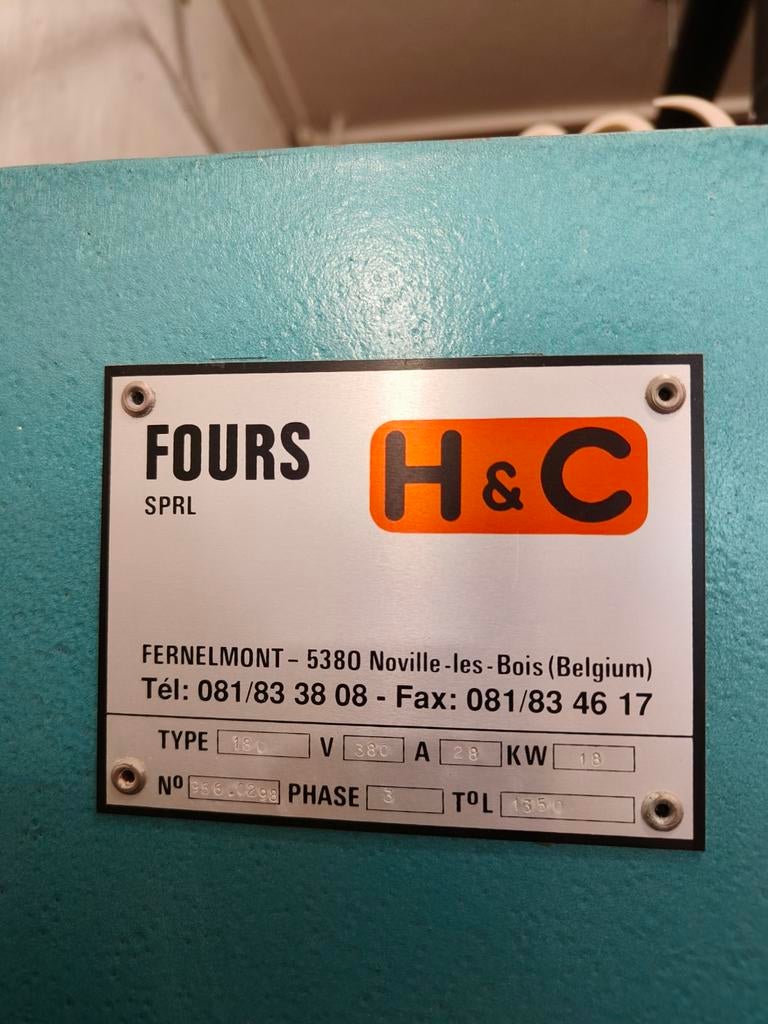 FOURS H & C
SPRL
FERNELMONT - 5380 Noville-les-Bois (Belgium)
Tél: 081/83 38 08 - Fax: 081/83 46 17
TYPE 180 V 380 A 28 KW 18
Nº PHASE 3 TºL 1350